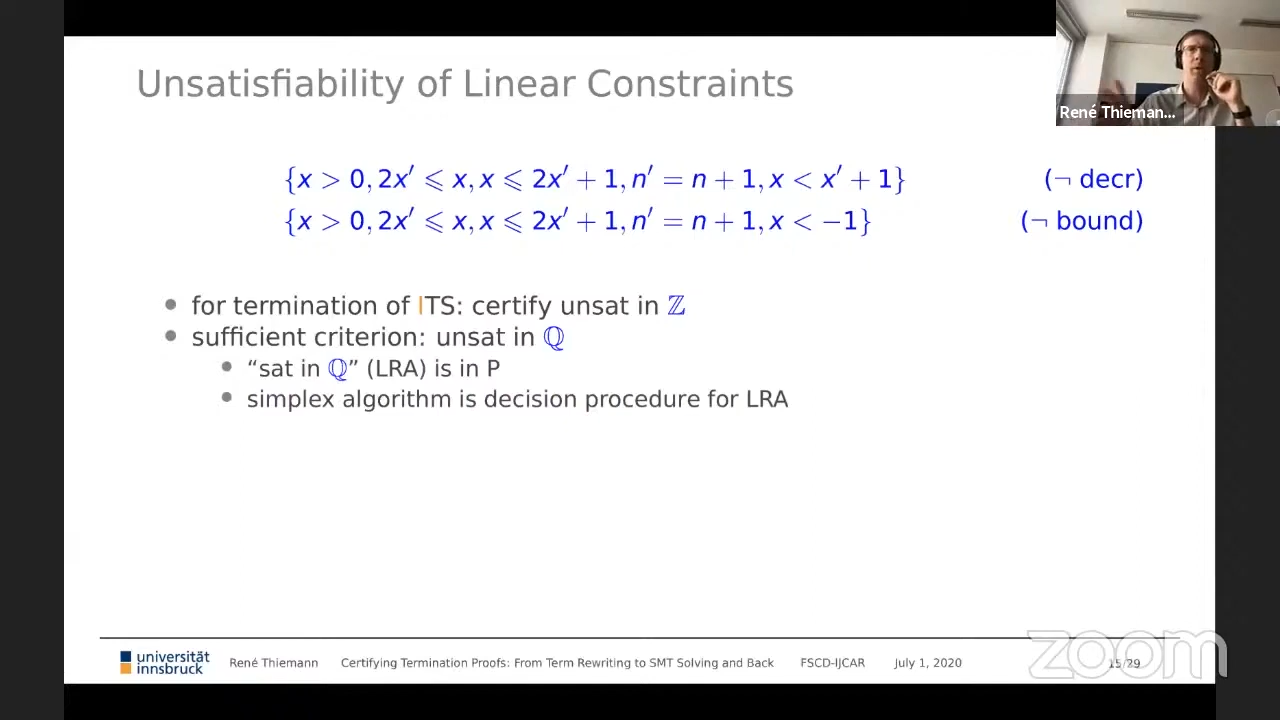 Unsatisfiability of Linear Constraints
René Thieman...
{x > 0, 2x′ ⩽ x, x ⩽ 2x′ + 1, n′ = n + 1, x < x′ + 1} (¬ decr)
{x > 0, 2x′ ⩽ x, x ⩽ 2x′ + 1, n′ = n + 1, x < −1} (¬ bound)
• for termination of ITS: certify unsat in ℤ
• sufficient criterion: unsat in ℚ
• “sat in ℚ” (LRA) is in P
• simplex algorithm is decision procedure for LRA
universität
innsbruck
René Thiemann Certifying Termination Proofs: From Term Rewriting to SMT Solving and Back FSCD-IJCAR July 1, 2020 15/29
zoom